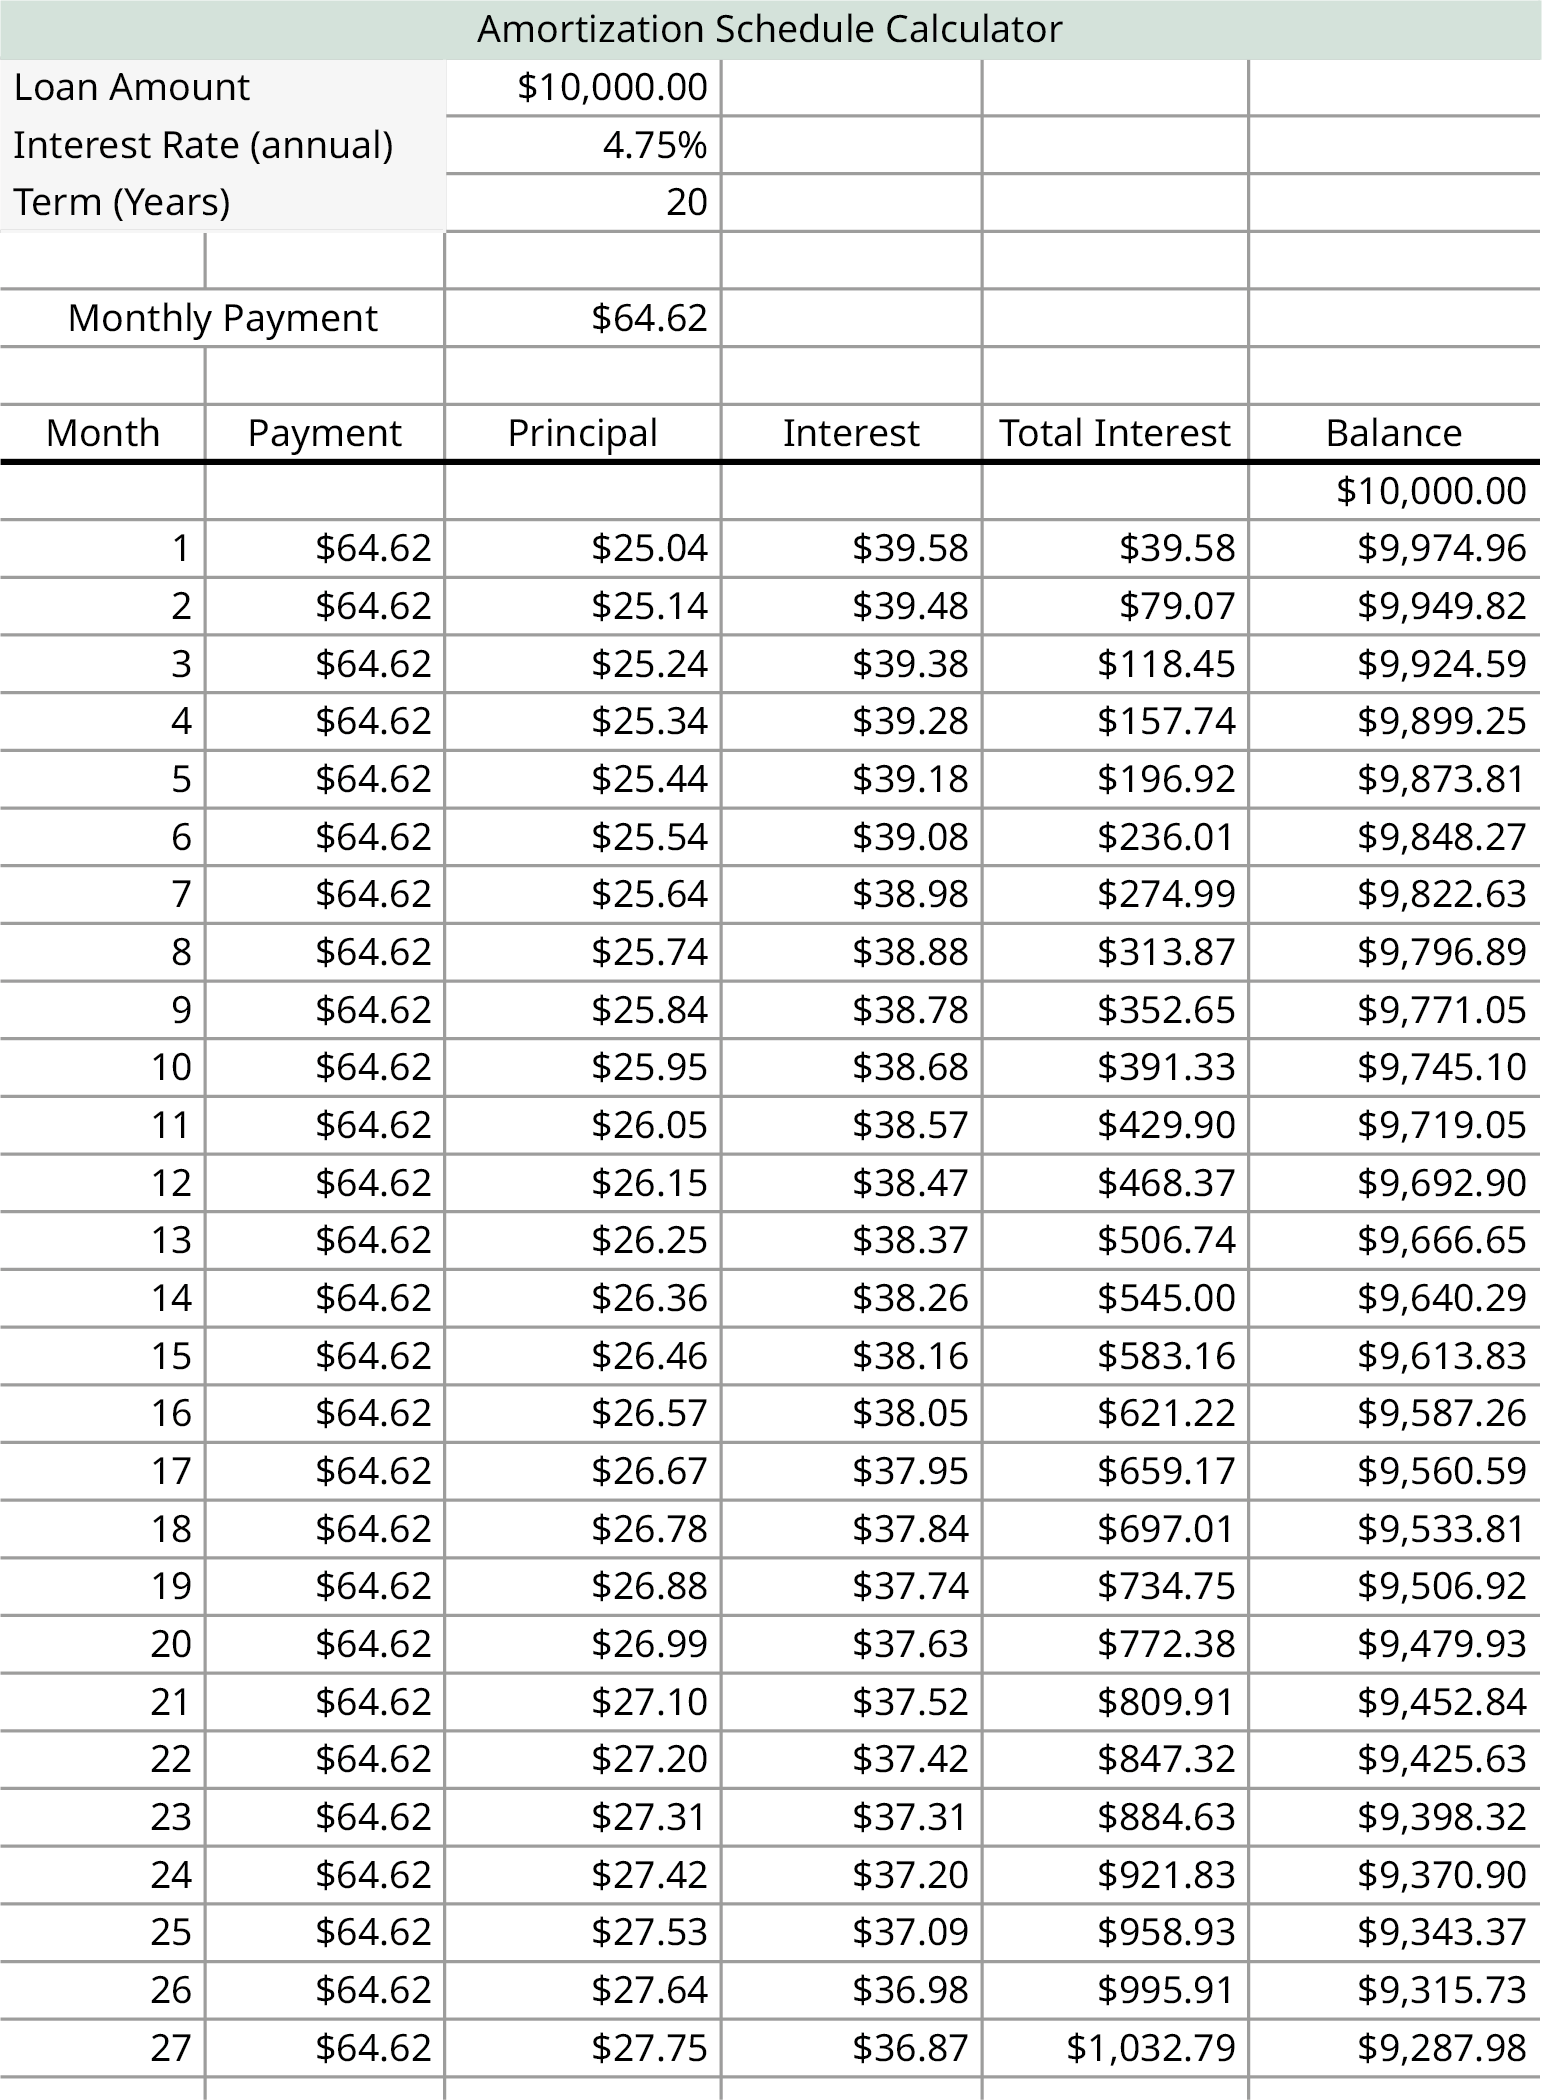 Amortization Schedule Calculator
Loan Amount $10,000.00
Interest Rate (annual) 4.75%
Term (Years) 20
Monthly Payment $64.62
Month Payment Principal Interest Total Interest Balance
$10,000.00
1 $64.62 $25.04 $39.58 $39.58 $9,974.96
2 $64.62 $25.14 $39.48 $79.07 $9,949.82
3 $64.62 $25.24 $39.38 $118.45 $9,924.59
4 $64.62 $25.34 $39.28 $157.74 $9,899.25
5 $64.62 $25.44 $39.18 $196.92 $9,873.81
6 $64.62 $25.54 $39.08 $236.01 $9,848.27
7 $64.62 $25.64 $38.98 $274.99 $9,822.63
8 $64.62 $25.74 $38.88 $313.87 $9,796.89
9 $64.62 $25.84 $38.78 $352.65 $9,771.05
10 $64.62 $25.95 $38.68 $391.33 $9,745.10
11 $64.62 $26.05 $38.57 $429.90 $9,719.05
12 $64.62 $26.15 $38.47 $468.37 $9,692.90
13 $64.62 $26.25 $38.37 $506.74 $9,666.65
14 $64.62 $26.36 $38.26 $545.00 $9,640.29
15 $64.62 $26.46 $38.16 $583.16 $9,613.83
16 $64.62 $26.57 $38.05 $621.22 $9,587.26
17 $64.62 $26.67 $37.95 $659.17 $9,560.59
18 $64.62 $26.78 $37.84 $697.01 $9,533.81
19 $64.62 $26.88 $37.74 $734.75 $9,506.92
20 $64.62 $26.99 $37.63 $772.38 $9,479.93
21 $64.62 $27.10 $37.52 $809.91 $9,452.84
22 $64.62 $27.20 $37.42 $847.32 $9,425.63
23 $64.62 $27.31 $37.31 $884.63 $9,398.32
24 $64.62 $27.42 $37.20 $921.83 $9,370.90
25 $64.62 $27.53 $37.09 $958.93 $9,343.37
26 $64.62 $27.64 $36.98 $995.91 $9,315.73
27 $64.62 $27.75 $36.87 $1,032.79 $9,287.98